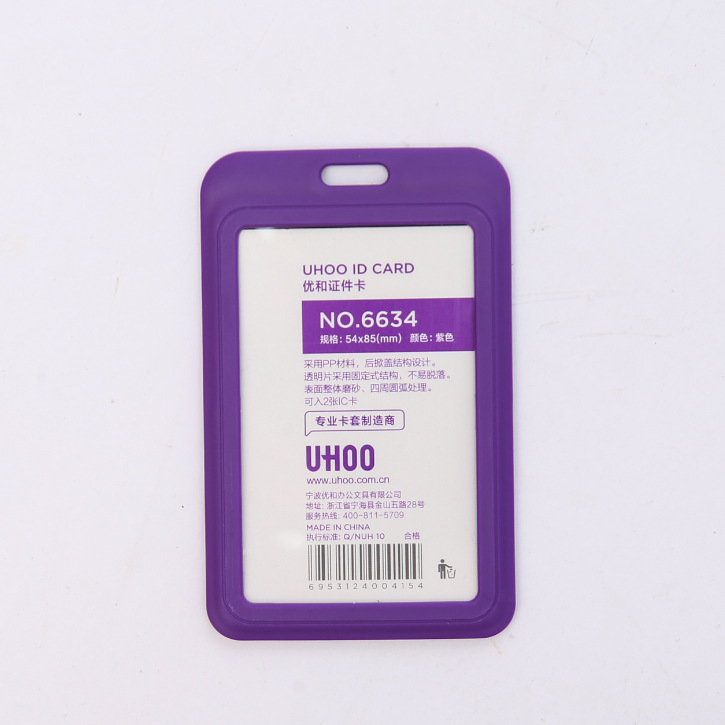 UHOO ID CARD
优和证件卡
NO.6634
规格：54x85(mm) 颜色：紫色
采用PP材料，后掀盖结构设计。
透明片采用固定式结构，不易脱落。
表面整体磨砂、四周圆弧处理。
可入2张IC卡
专业卡套制造商
UHOO
www.uhoo.com.cn
宁波优和办公文具有限公司
地址：浙江省宁海县金山五路28号
服务热线：400-811-5709
MADE IN CHINA
执行标准：Q/NUH 10 合格
6953124004154